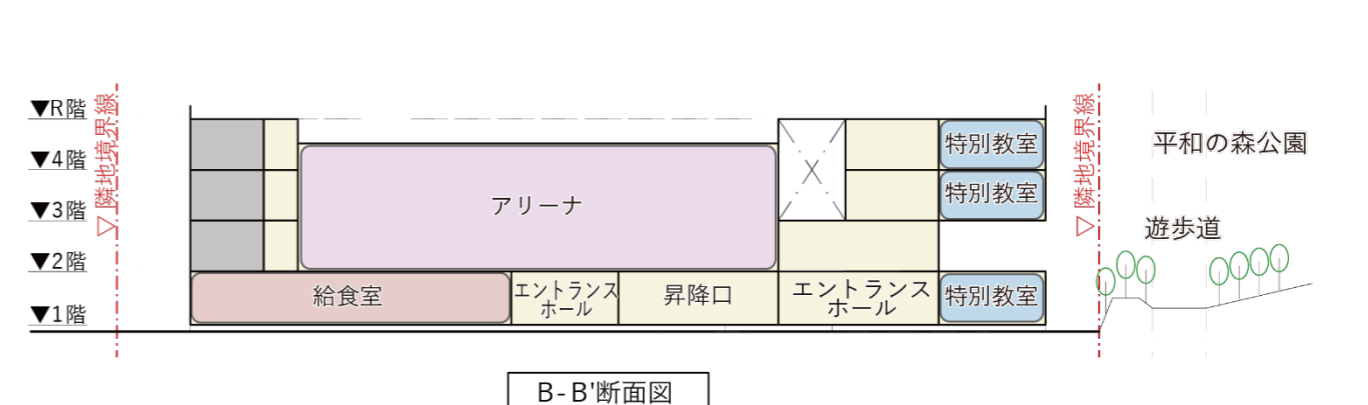 ▼R階
▼4階
▼3階
▼2階
▼1階
▽ 隣地境界線
特別教室
特別教室
アリーナ
給食室
エントランス
ホール
昇降口
エントランス
ホール
特別教室
▽ 隣地境界線
平和の森公園
遊歩道
B-B'断面図